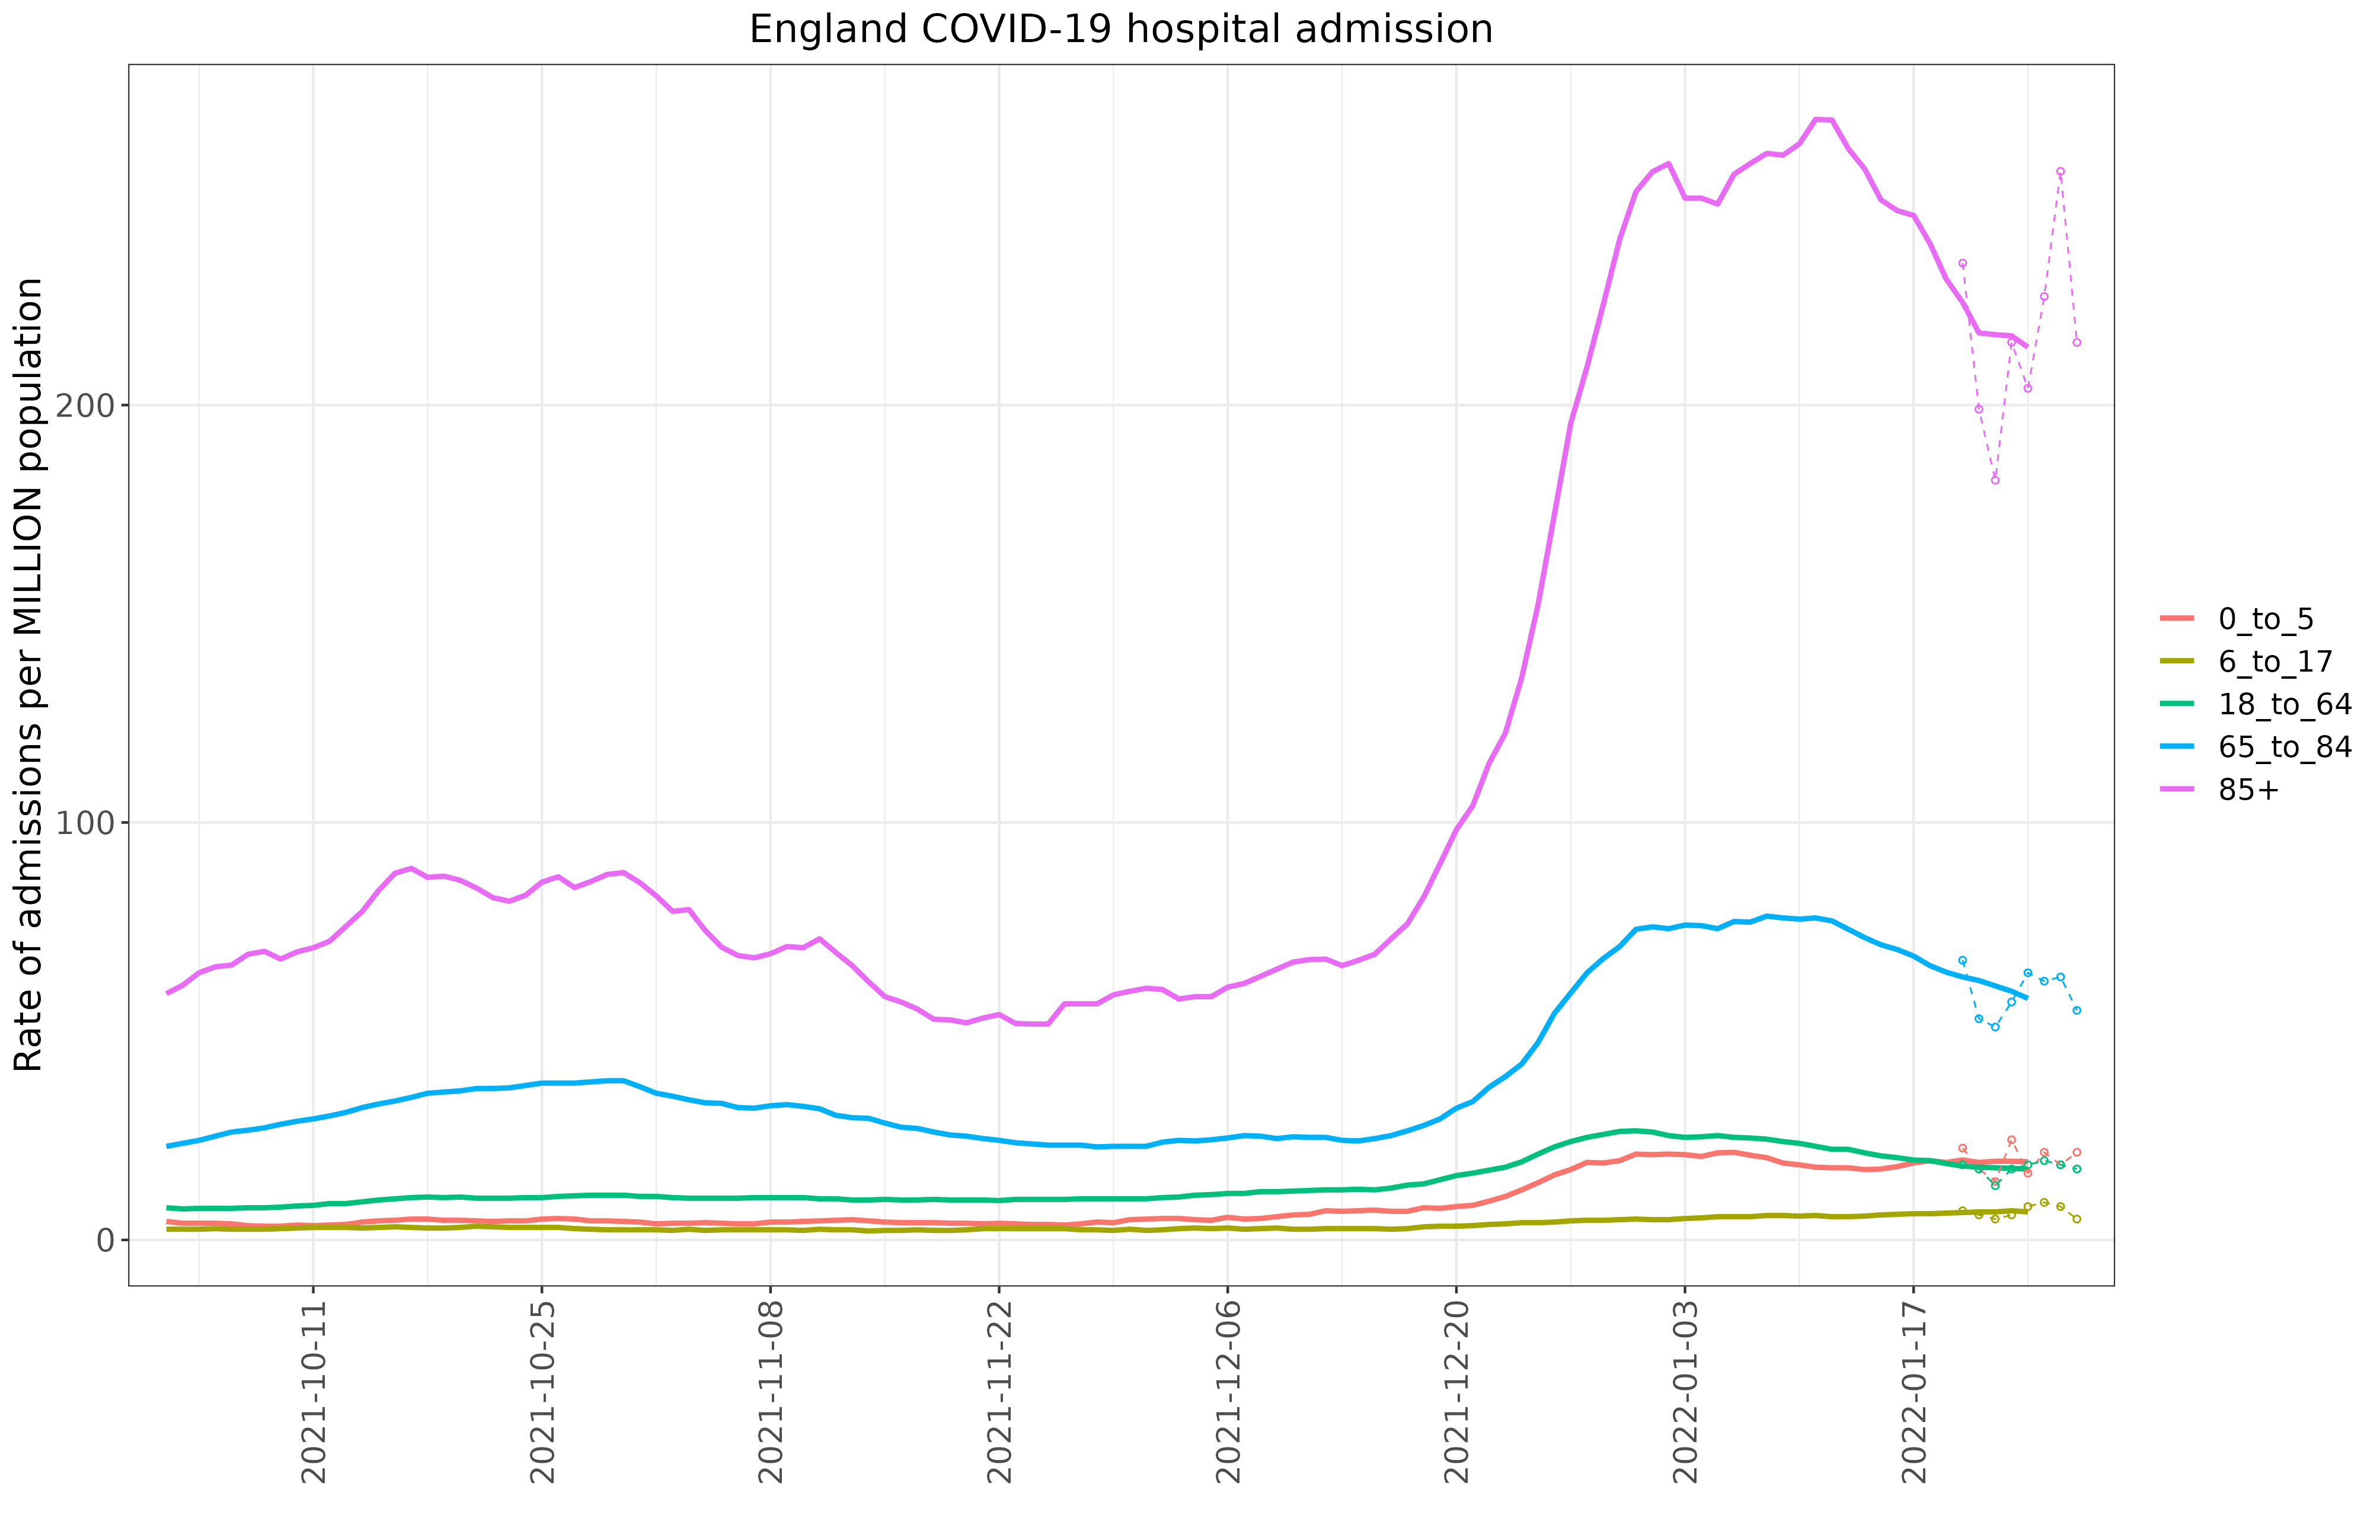 England COVID-19 hospital admission
Rate of admissions per MILLION population
200
100
0
2021-10-11
2021-10-25
2021-11-08
2021-11-22
2021-12-06
2021-12-20
2022-01-03
2022-01-17
0_to_5
6_to_17
18_to_64
65_to_84
85+